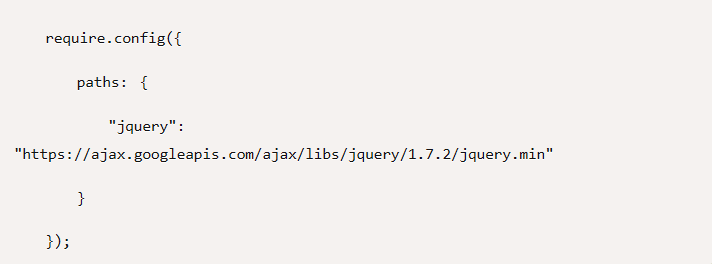 require.config({
paths: {
"jquery":
"https://ajax.googleapis.com/ajax/libs/jquery/1.7.2/jquery.min"
}
});